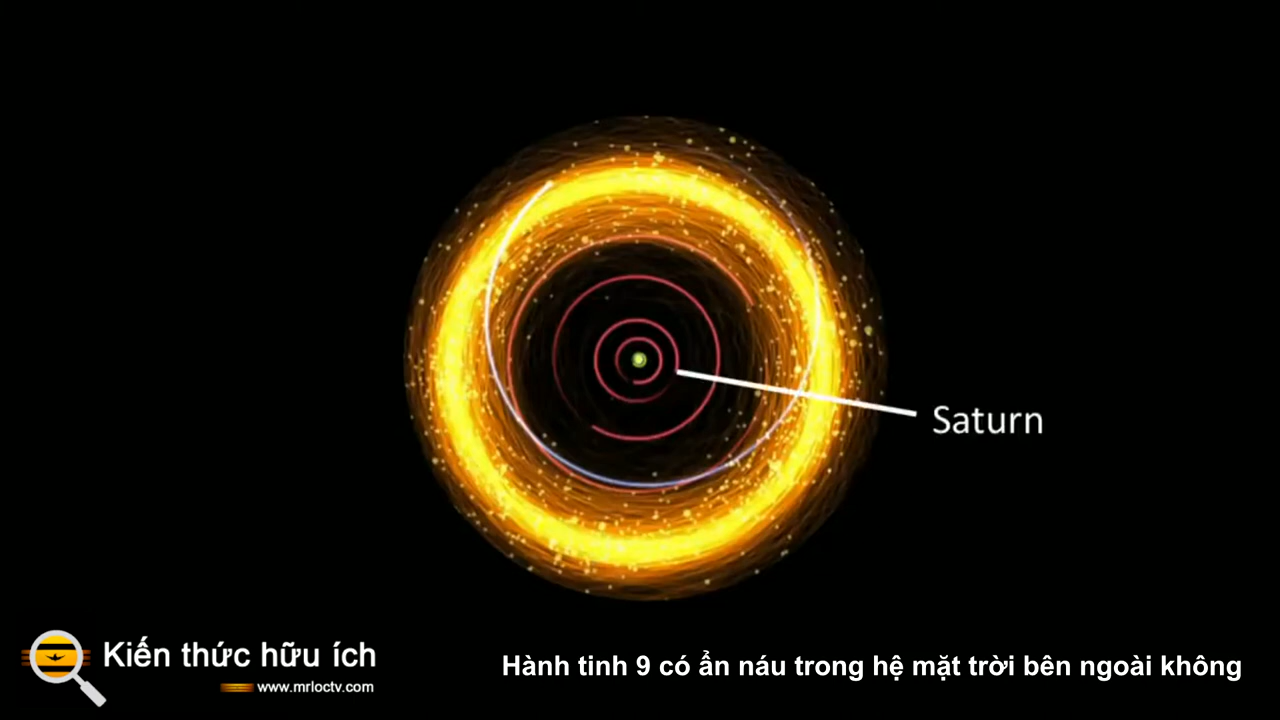 Saturn
Kiến thức hữu ích
www.mrloctv.com
Hành tinh 9 có ẩn náu trong hệ mặt trời bên ngoài không